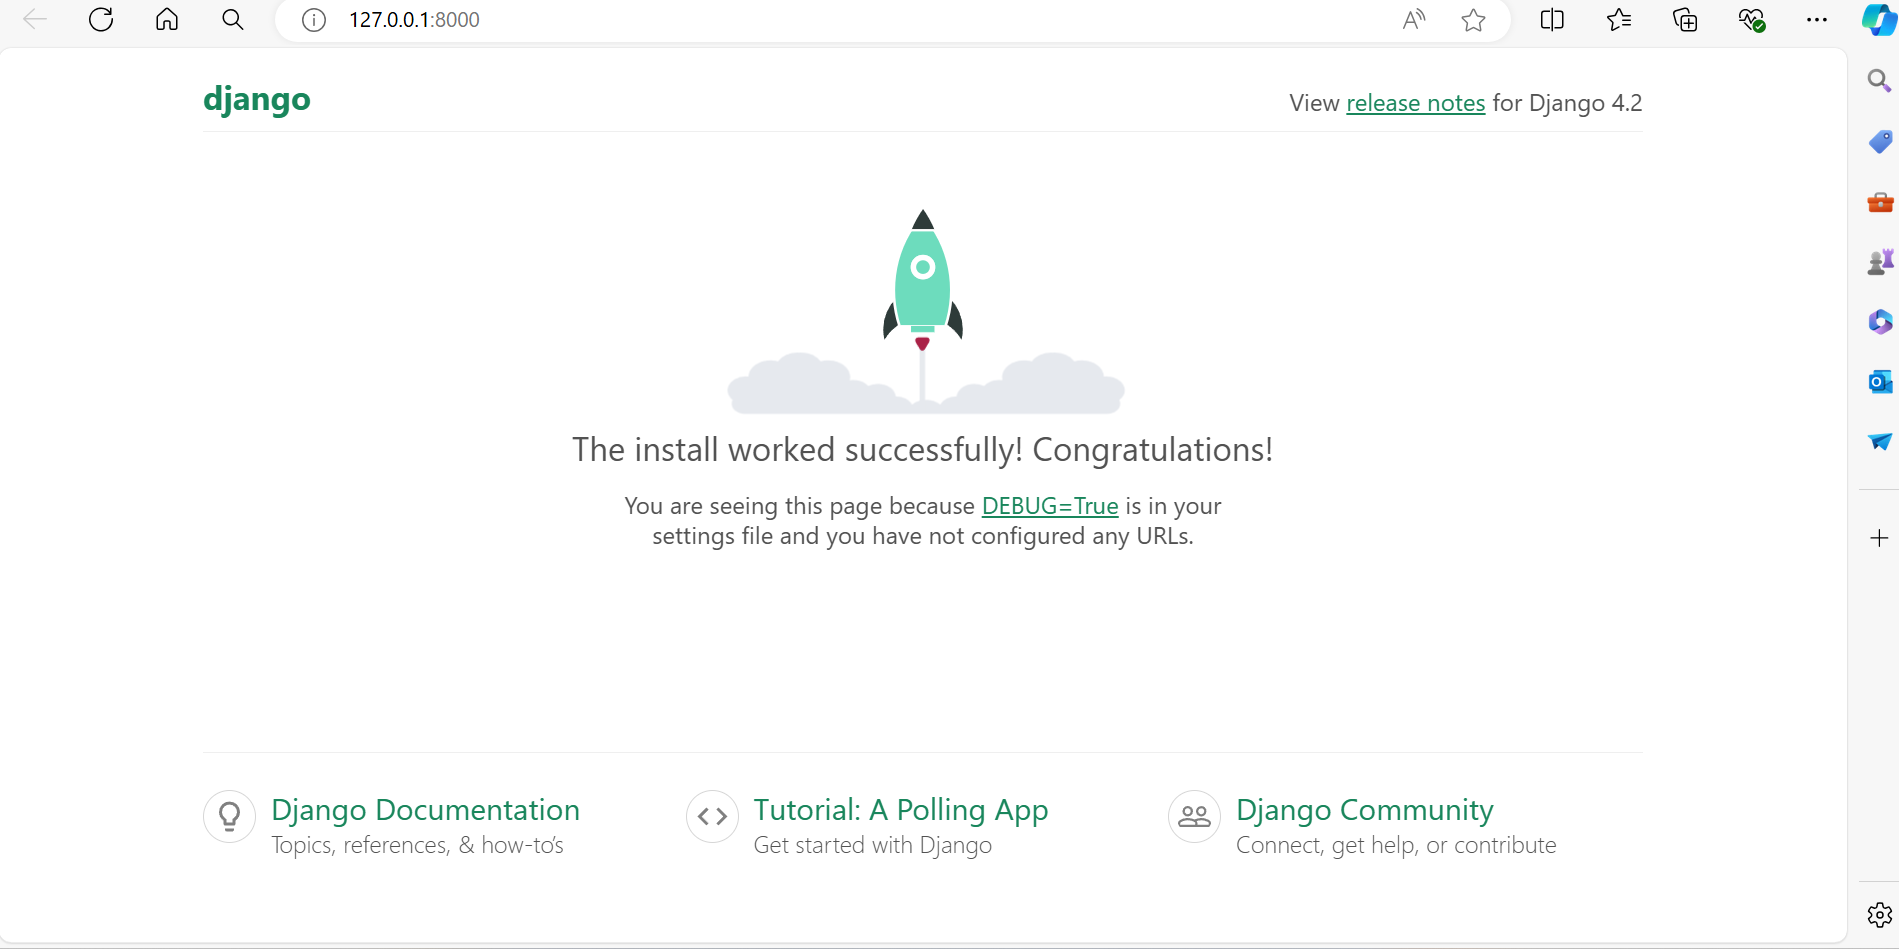 127.0.0.1:8000
django
View release notes for Django 4.2
The install worked successfully! Congratulations!
You are seeing this page because DEBUG=True is in your
settings file and you have not configured any URLs.
Django Documentation
Topics, references, & how-to’s
Tutorial: A Polling App
Get started with Django
Django Community
Connect, get help, or contribute